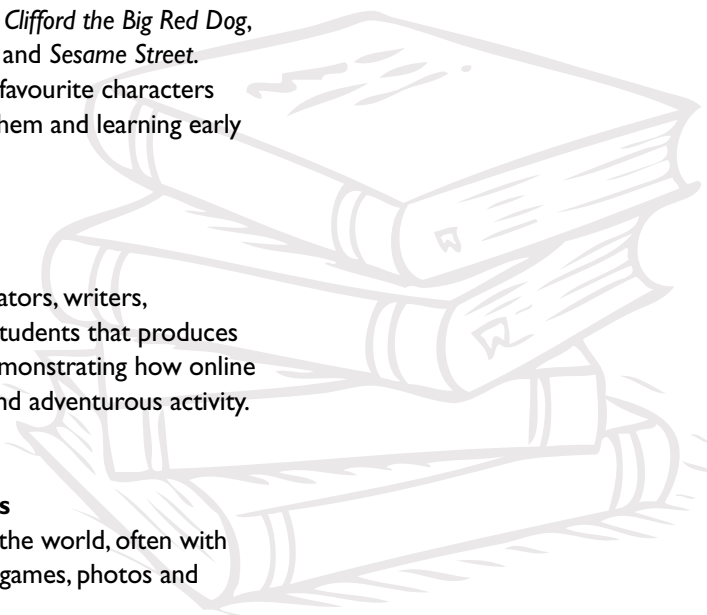 Clifford the Big Red Dog,
and Sesame Street.
favourite characters
hem and learning early
ators, writers,
tudents that produces
monstrating how online
nd adventurous activity.
s
the world, often with
games, photos and